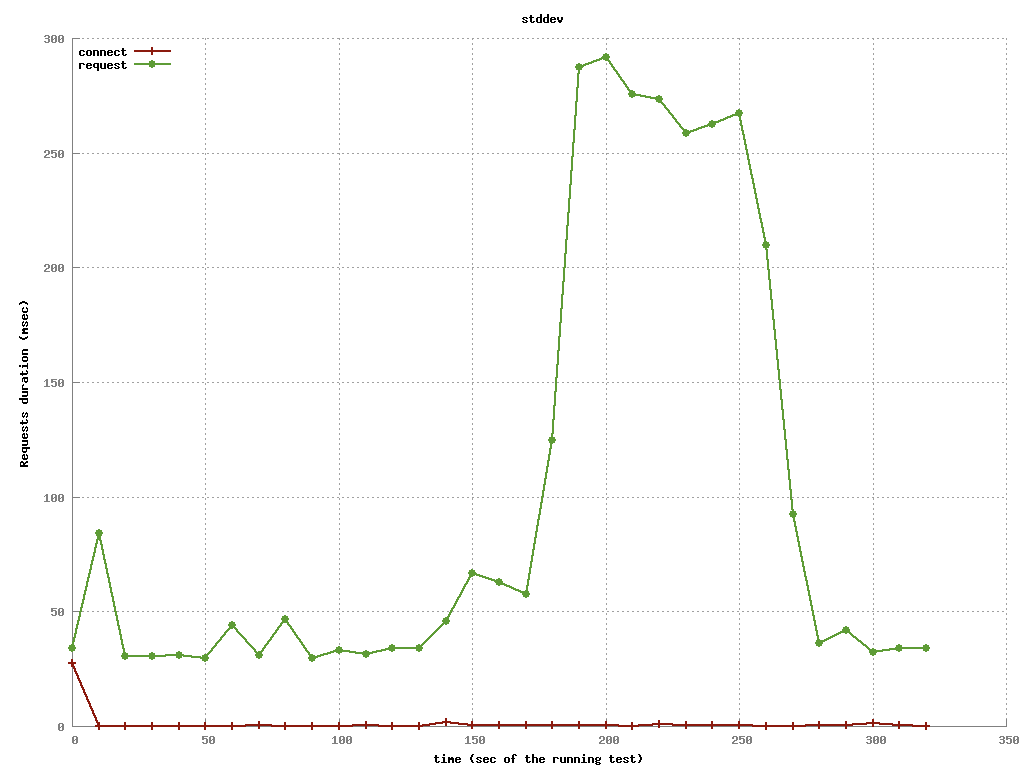 stddev
connect
request
300
250
200
150
100
50
0
Requests duration (msec)
0 50 100 150 200 250 300 350
time (sec of the running test)